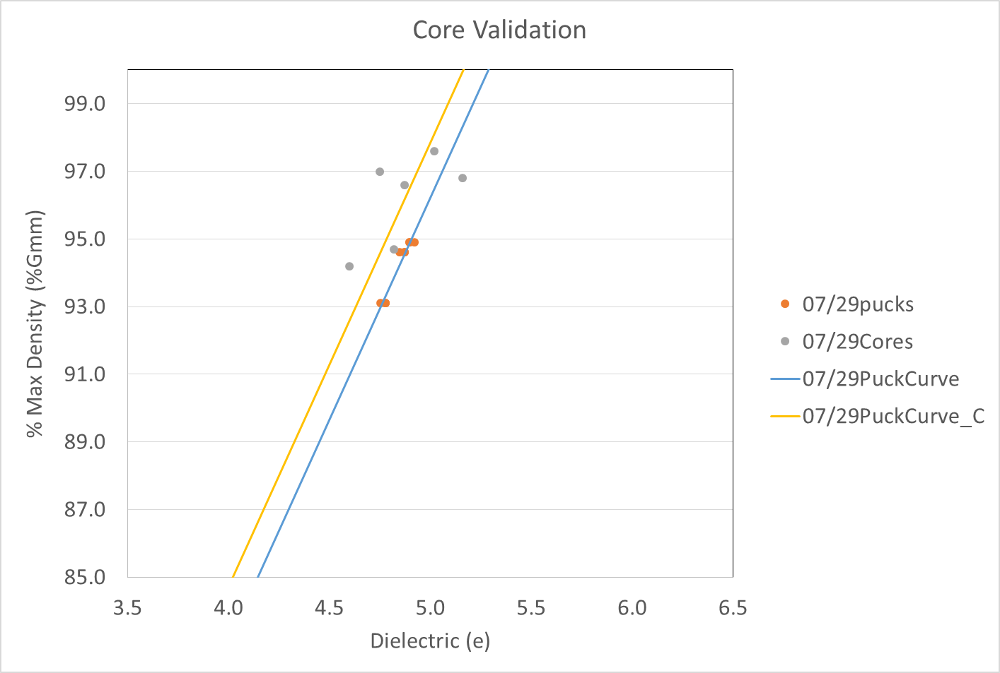 Core Validation
99.0
97.0
95.0
93.0
91.0
89.0
87.0
85.0
% Max Density (%Gmm)
3.5 4.0 4.5 5.0 5.5 6.0 6.5
Dielectric (e)
07/29pucks
07/29Cores
07/29PuckCurve
07/29PuckCurve_C